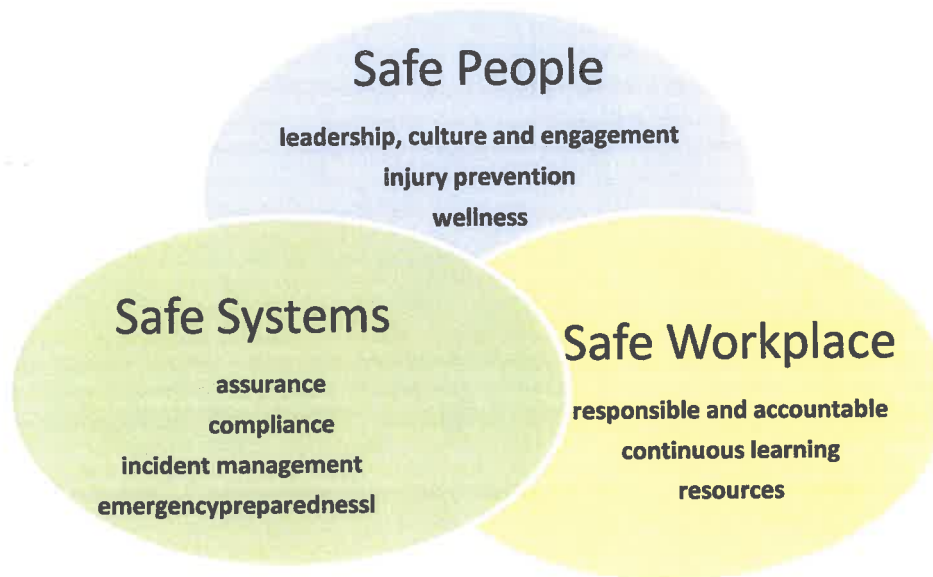 Safe People
leadership, culture and engagement
injury prevention
wellness
Safe Systems
assurance
compliance
incident management
emergencypreparednessl
Safe Workplace
responsible and accountable
continuous learning
resources